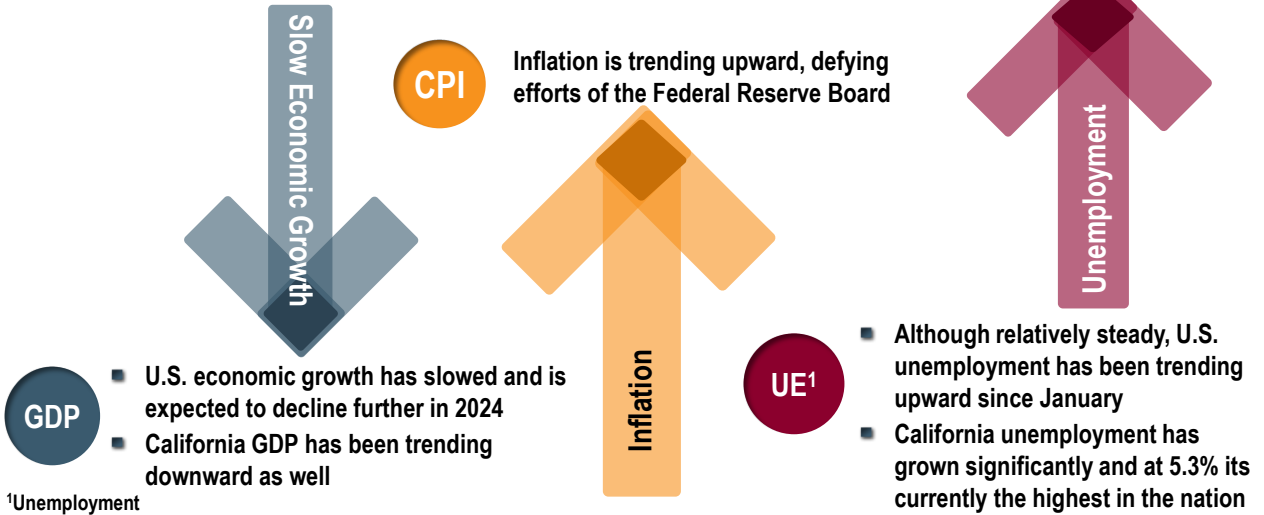 Slow Economic Growth
GDP
U.S. economic growth has slowed and is
expected to decline further in 2024
California GDP has been trending
downward as well
CPI
Inflation is trending upward, defying
efforts of the Federal Reserve Board
Inflation
Unemployment
UE¹
Although relatively steady, U.S.
unemployment has been trending
upward since January
California unemployment has
grown significantly and at 5.3% its
currently the highest in the nation
¹Unemployment